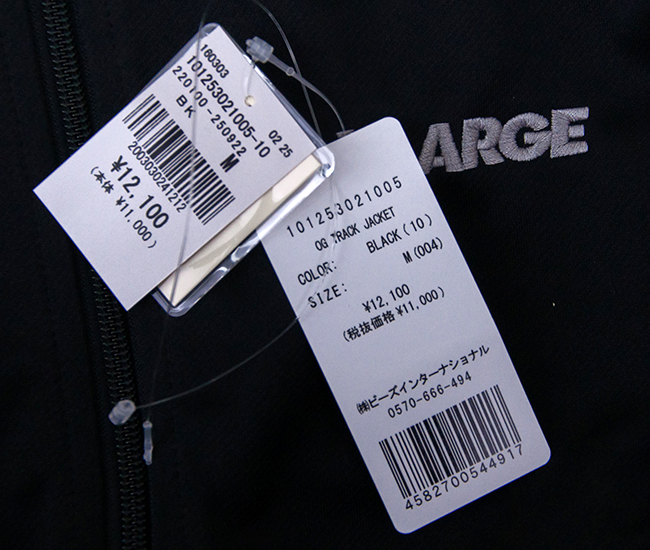 160303
101253021005-10
02 25
220100-250922
BK
M
2003030241212
¥12,100
(本体 ¥11,000)
ARGE
101253021005
OG TRACK JACKET
COLOR: BLACK(10)
SIZE: M(004)
¥12,100
(税抜価格¥11,000)
㈱ビーズインターナショナル
0570-666-494
4582700544917